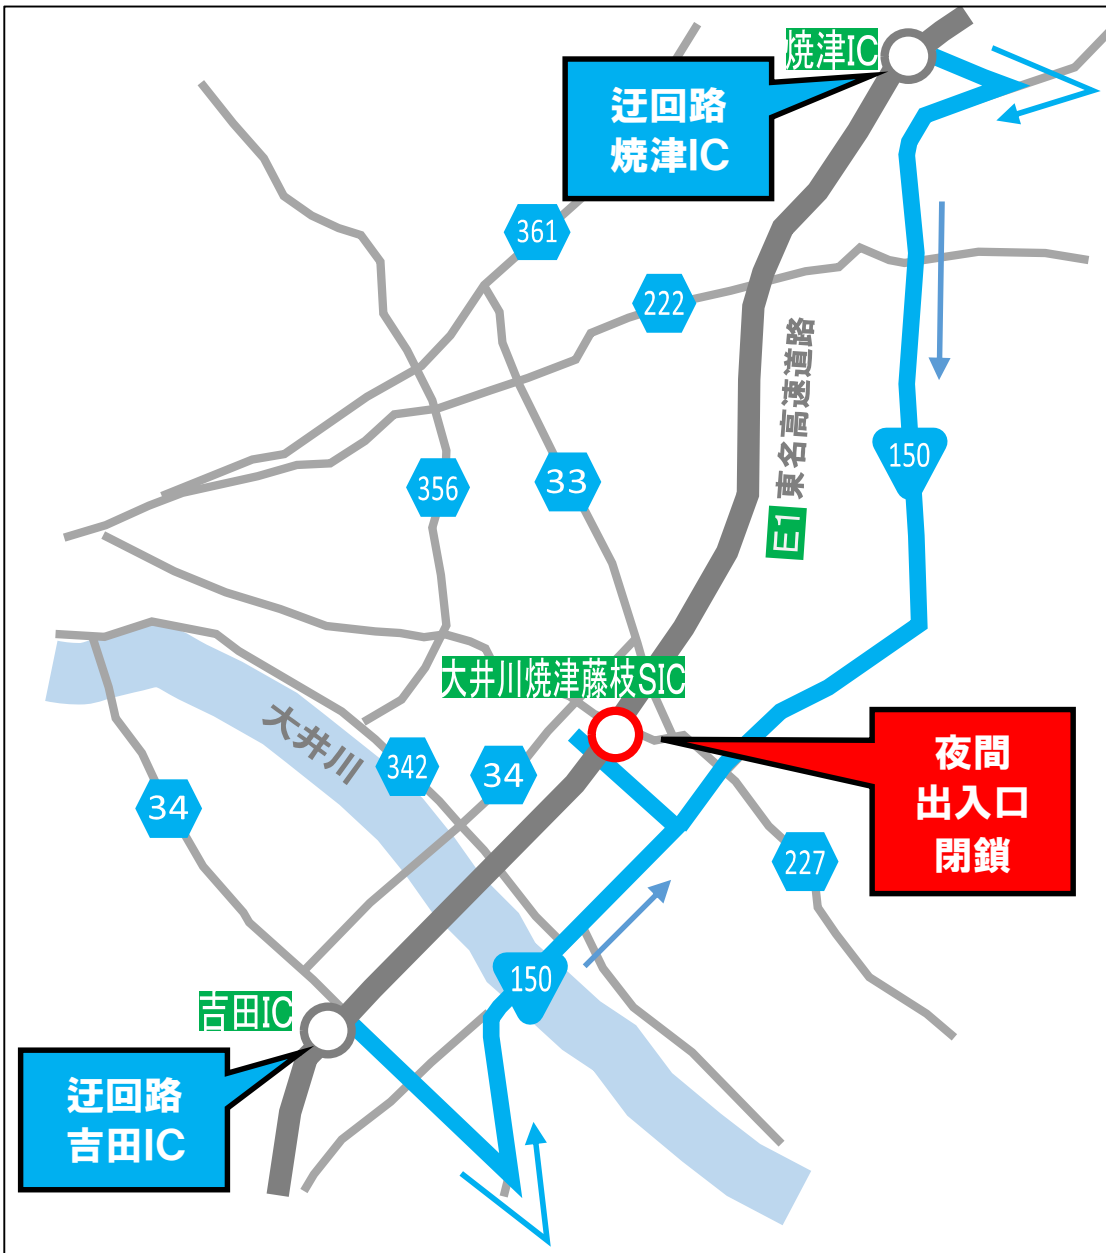 焼津IC
迂回路
焼津IC
361
222
E1 東名高速道路
150
356
33
大井川焼津藤枝SIC
大井川
夜間
出入口
閉鎖
342
34
34
227
150
吉田IC
迂回路
吉田IC